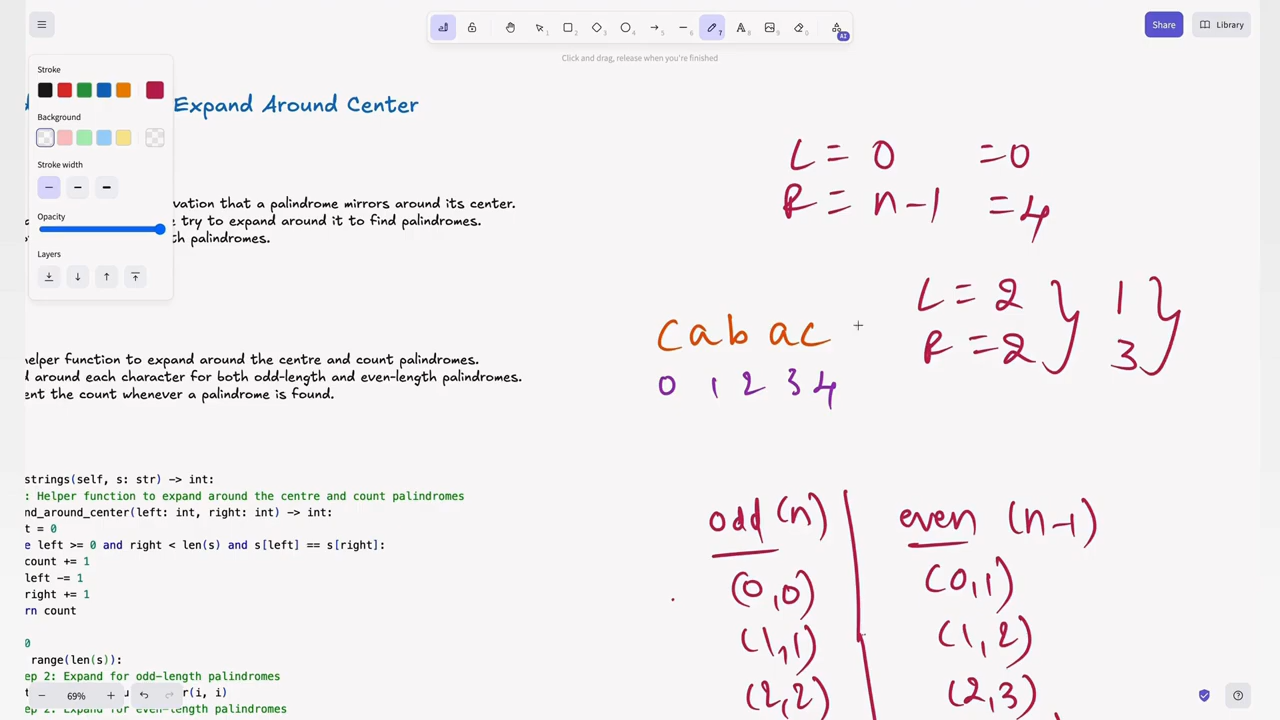 Share
Library
Click and drag, release when you're finished
Stroke
Background
Stroke width
Opacity
Layers
Expand Around Center
vation that a palindrome mirrors around its center.
e try to expand around it to find palindromes.
th palindromes.
helper function to expand around the centre and count palindromes.
d around each character for both odd-length and even-length palindromes.
ent the count whenever a palindrome is found.
strings(self, s: str) -> int:
: Helper function to expand around the centre and count palindromes
nd_around_center(left: int, right: int) -> int:
t = 0
e left >= 0 and right < len(s) and s[left] == s[right]:
count += 1
left -= 1
right += 1
rn count
0
range(len(s)):
ep 2: Expand for odd-length palindromes
r(i, i)
ep 2: Expand for even-length palindromes
69%
L = 0 = 0
R = n-1 = 4
L = 2 } 1 }
R = 2 3
cabac
0 1 2 3 4
odd (n) even (n-1)
(0,0) (0,1)
(1,1) (1,2)
(2,2) (2,3)